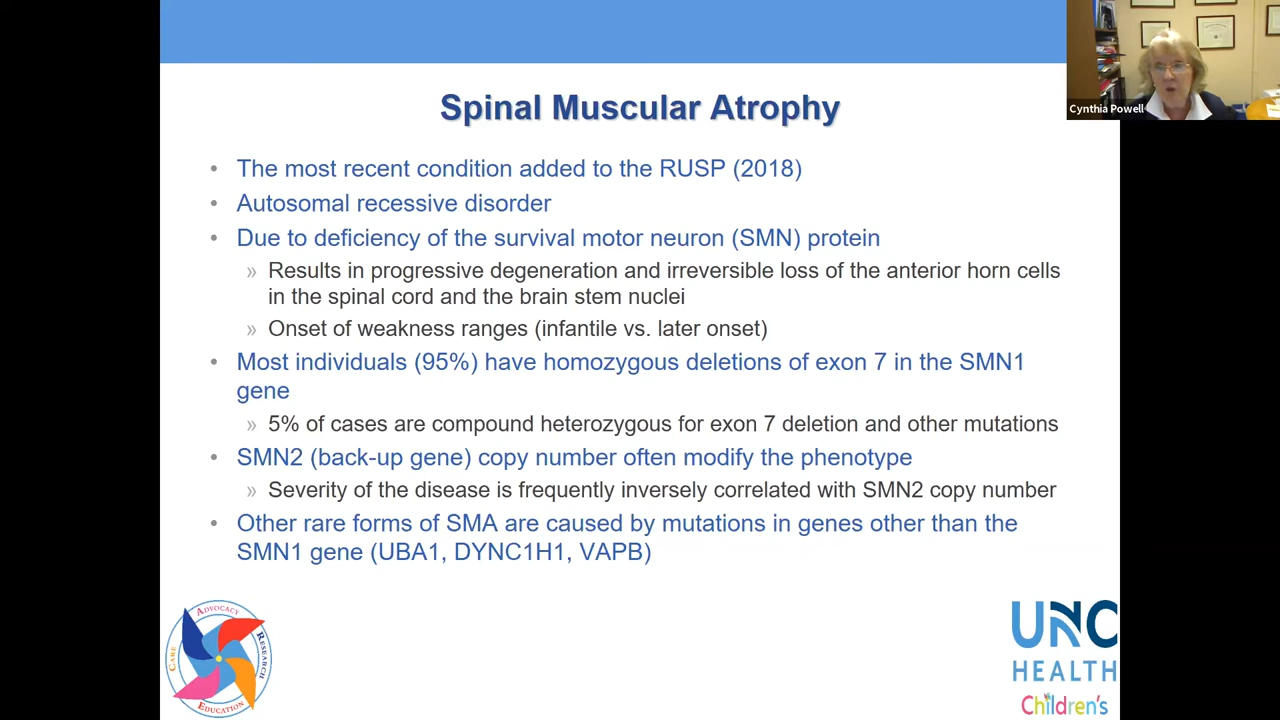 Cynthia Powell
Spinal Muscular Atrophy
• The most recent condition added to the RUSP (2018)
• Autosomal recessive disorder
• Due to deficiency of the survival motor neuron (SMN) protein
» Results in progressive degeneration and irreversible loss of the anterior horn cells
in the spinal cord and the brain stem nuclei
» Onset of weakness ranges (infantile vs. later onset)
• Most individuals (95%) have homozygous deletions of exon 7 in the SMN1
gene
» 5% of cases are compound heterozygous for exon 7 deletion and other mutations
• SMN2 (back-up gene) copy number often modify the phenotype
» Severity of the disease is frequently inversely correlated with SMN2 copy number
• Other rare forms of SMA are caused by mutations in genes other than the
SMN1 gene (UBA1, DYNC1H1, VAPB)
ADVOCACY
RESEARCH
CARE
EDUCATION
UNC
HEALTH
Children's